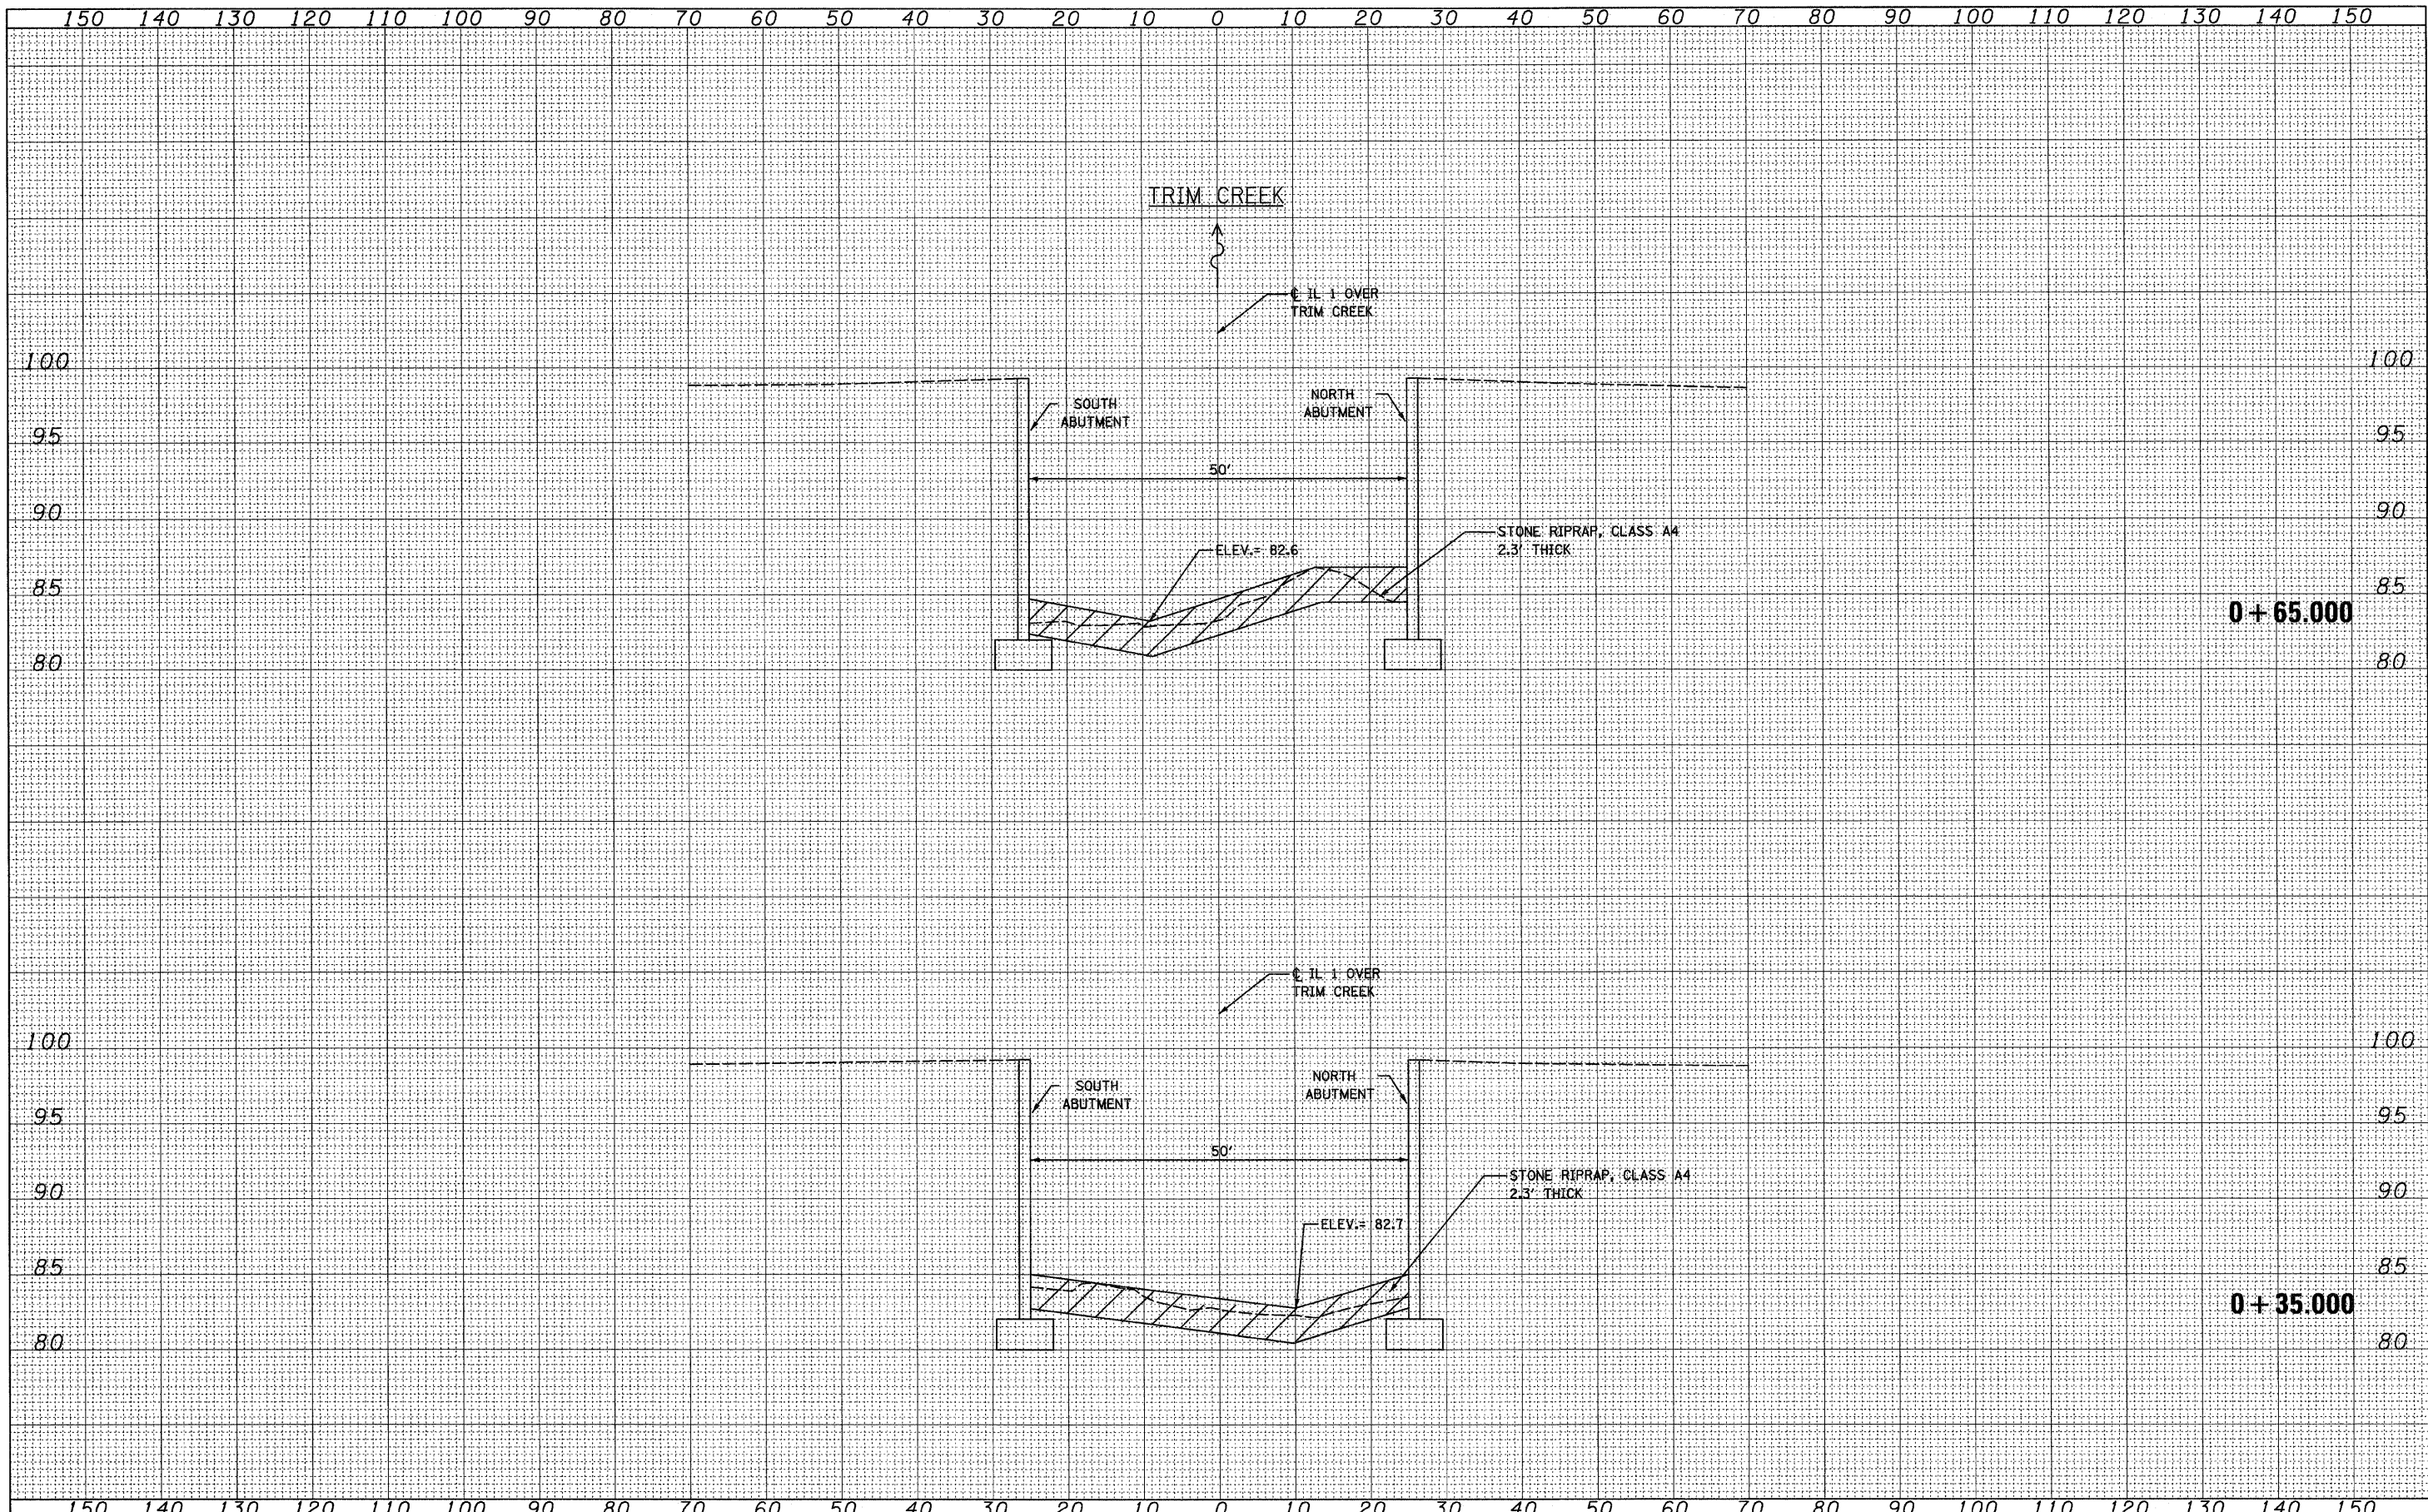 150 140 130 120 110 100 90 80 70 60 50 40 30 20 10 0 10 20 30 40 50 60 70 80 90 100 110 120 130 140 150
TRIM CREEK
℄ IL 1 OVER
TRIM CREEK
100 100
SOUTH
ABUTMENT
NORTH
ABUTMENT
95 95
50'
90 90
STONE RIPRAP, CLASS A4
2.3' THICK
ELEV.= 82.6
85 85
0 + 65.000
80 80
℄ IL 1 OVER
TRIM CREEK
100 100
SOUTH
ABUTMENT
NORTH
ABUTMENT
95 95
50'
90 90
STONE RIPRAP, CLASS A4
2.3' THICK
ELEV.= 82.7
85 85
0 + 35.000
80 80
150 140 130 120 110 100 90 80 70 60 50 40 30 20 10 0 10 20 30 40 50 60 70 80 90 100 110 120 130 140 150